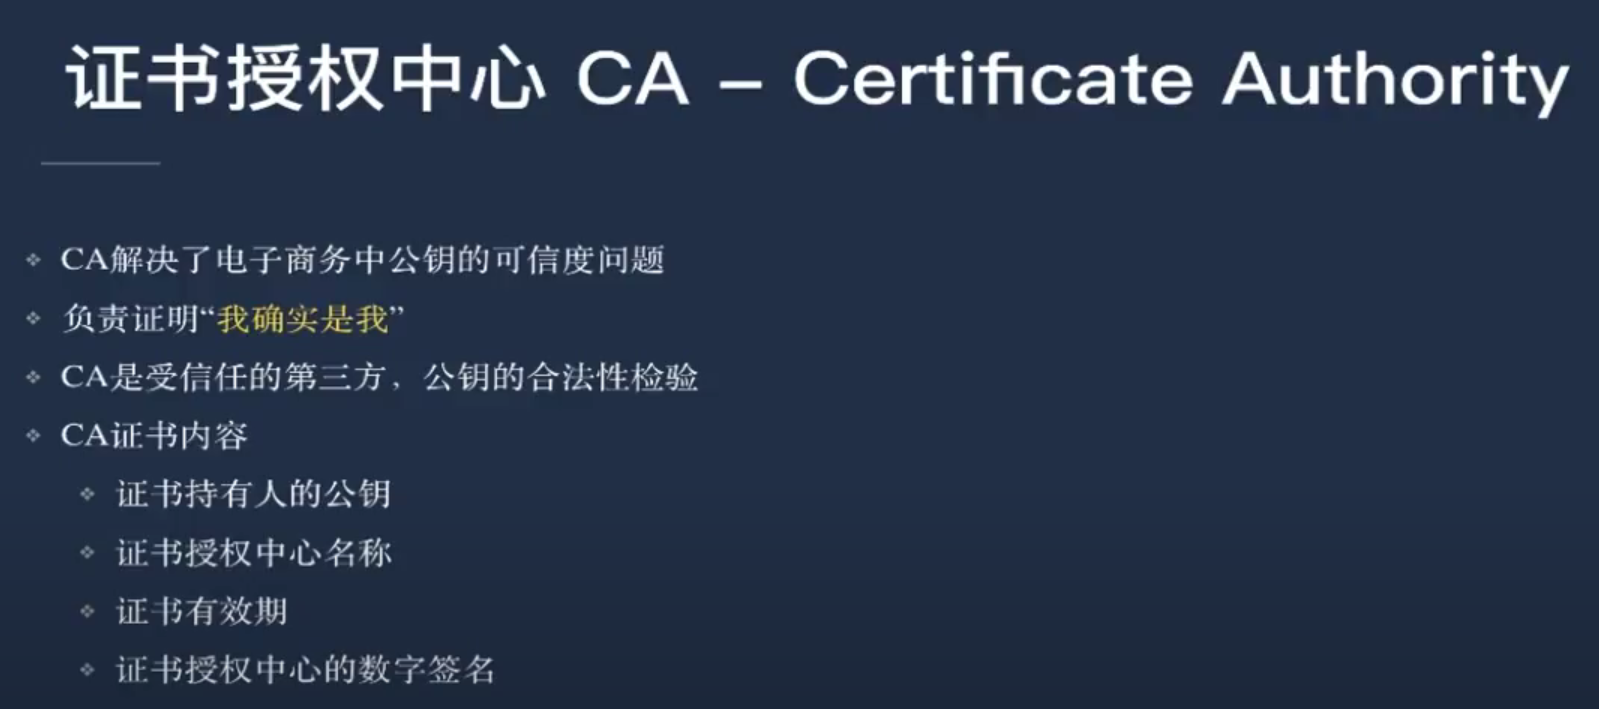 证书授权中心 CA – Certificate Authority
CA解决了电子商务中公钥的可信度问题
负责证明“我确实是我”
CA是受信任的第三方，公钥的合法性检验
CA证书内容
证书持有人的公钥
证书授权中心名称
证书有效期
证书授权中心的数字签名